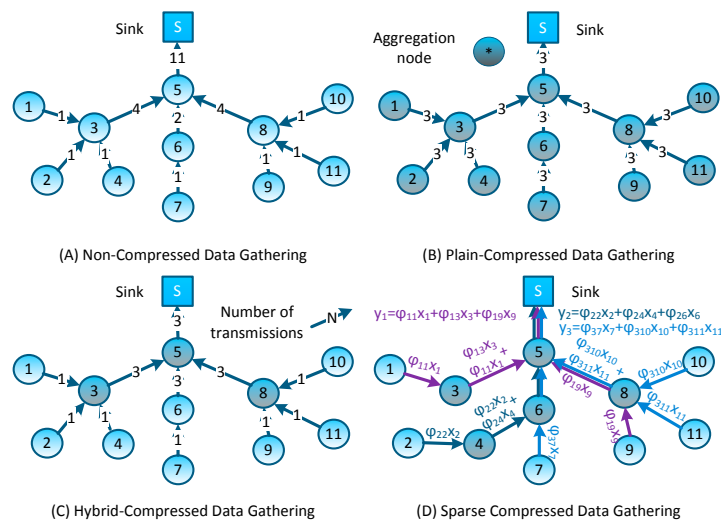 Sink
S
11
1
5
10
1
4
4
1
3
2
8
1
6
1
1
1
1
2
4
9
11
7
(A) Non-Compressed Data Gathering
Aggregation
node
*
S
Sink
3
1
5
10
3
3
3
3
3
3
8
3
6
3
3
3
3
2
4
9
11
3
7
(B) Plain-Compressed Data Gathering
S
Sink
Number of
transmissions
N
3
1
5
10
1
3
3
1
3
3
8
1
6
1
1
1
1
2
4
9
11
7
(C) Hybrid-Compressed Data Gathering
S
Sink
y₁=φ₁₁x₁+φ₁₃x₃+φ₁₉x₉
y₂=φ₂₂x₂+φ₂₄x₄+φ₂₆x₆
y₃=φ₃₇x₇+φ₃₁₀x₁₀+φ₃₁₁x₁₁
1
φ₁₁x₁
φ₁₃x₃ +
φ₁₁x₁
5
φ₃₁₀x₁₀ +
φ₃₁₁x₁₁
φ₁₉x₉
φ₃₁₀x₁₀
10
3
8
φ₃₁₁x₁₁
φ₂₂x₂+
φ₂₄x₄
6
2
φ₂₂x₂
4
φ₃₇x₇
φ₁₉x₉
9
11
7
(D) Sparse Compressed Data Gathering